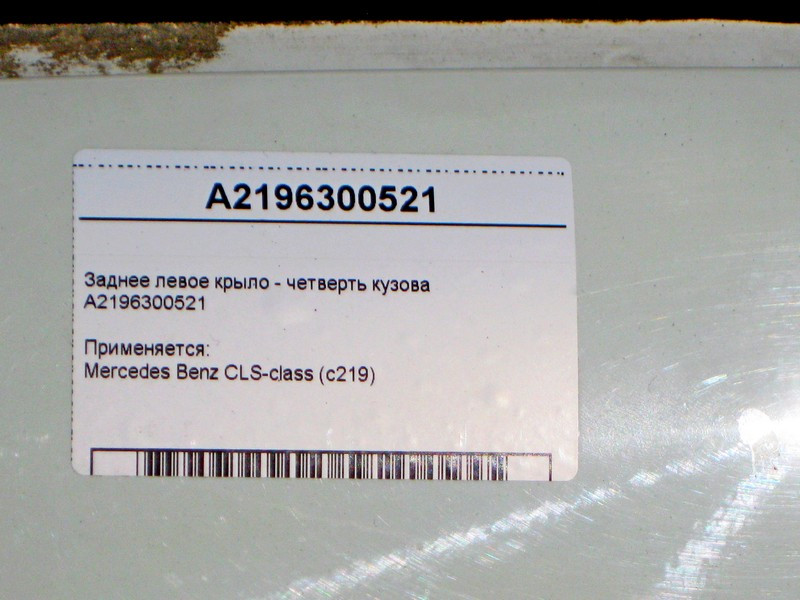 A2196300521
Заднее левое крыло - четверть кузова
A2196300521
Применяется:
Mercedes Benz CLS-class (c219)